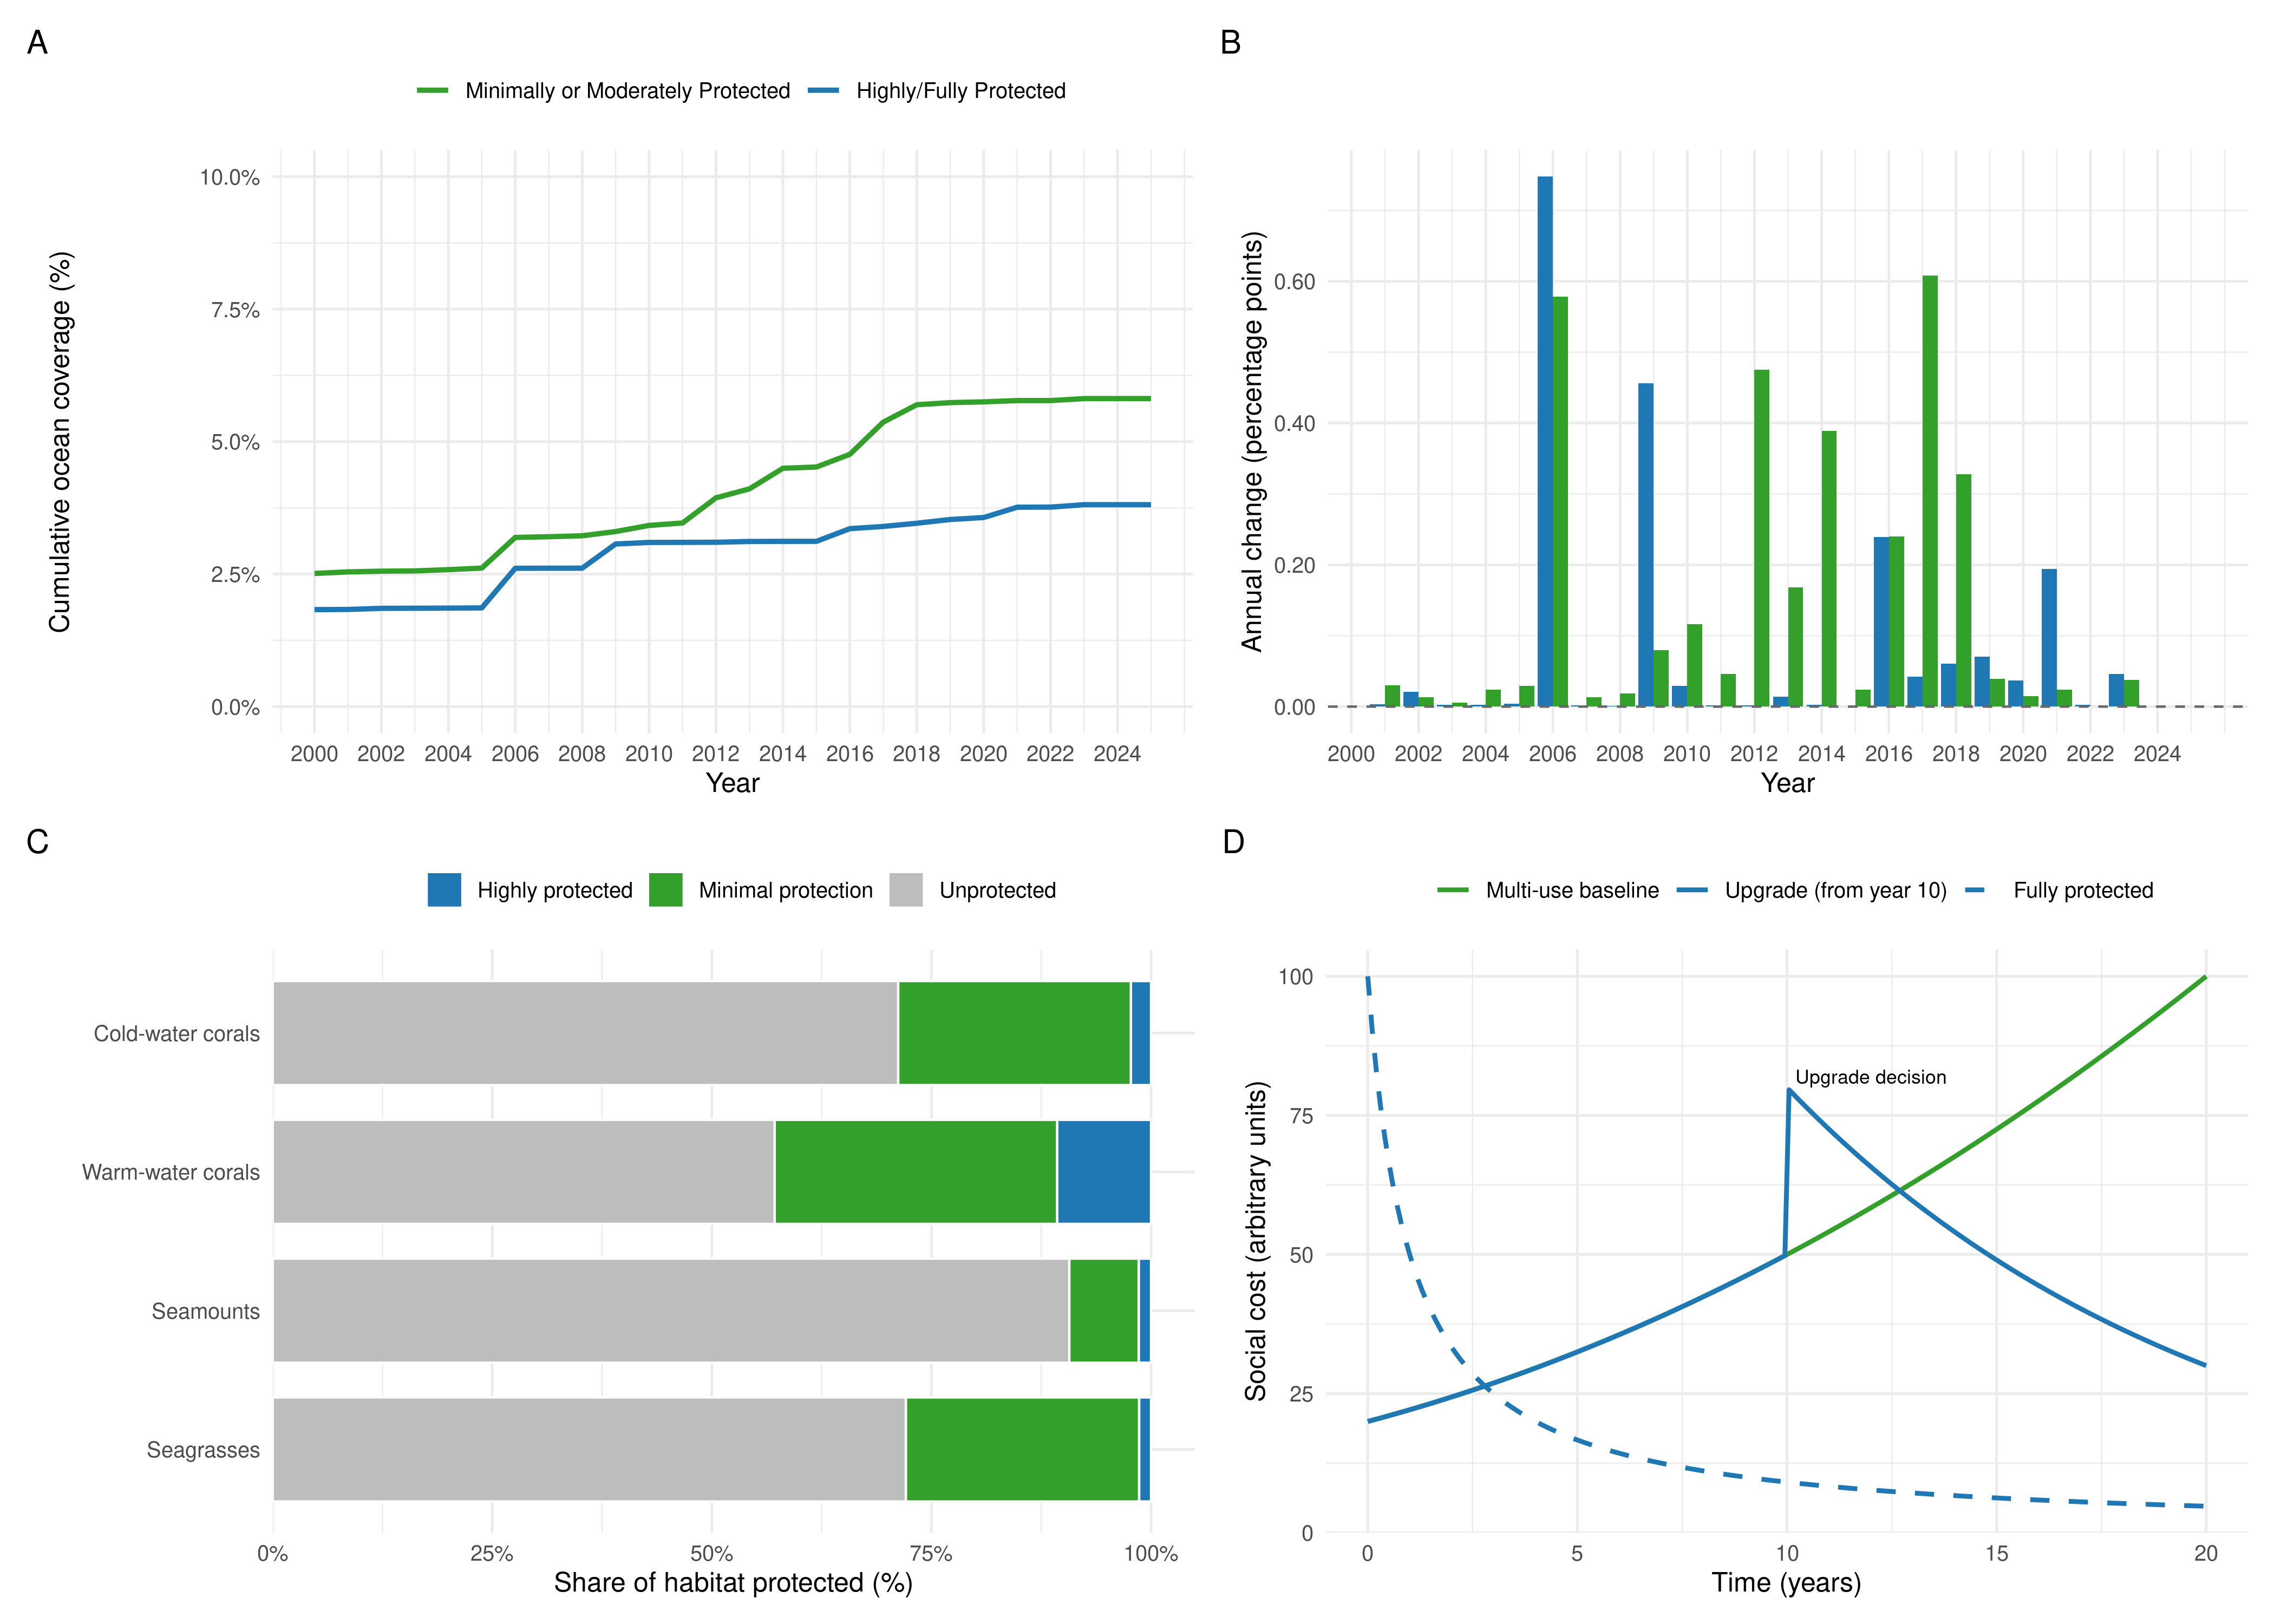 A
Minimally or Moderately Protected Highly/Fully Protected
Cumulative ocean coverage (%)
10.0%
7.5%
5.0%
2.5%
0.0%
2000 2002 2004 2006 2008 2010 2012 2014 2016 2018 2020 2022 2024
Year
B
Annual change (percentage points)
0.60
0.40
0.20
0.00
2000 2002 2004 2006 2008 2010 2012 2014 2016 2018 2020 2022 2024
Year
C
Highly protected Minimal protection Unprotected
Cold-water corals
Warm-water corals
Seamounts
Seagrasses
0% 25% 50% 75% 100%
Share of habitat protected (%)
D
Multi-use baseline Upgrade (from year 10) Fully protected
Social cost (arbitrary units)
100
75
50
25
0
Upgrade decision
0 5 10 15 20
Time (years)